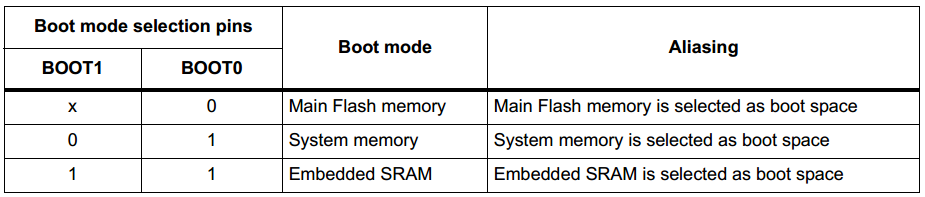 Boot mode selection pins Boot mode Aliasing
BOOT1 BOOT0
x 0 Main Flash memory Main Flash memory is selected as boot space
0 1 System memory System memory is selected as boot space
1 1 Embedded SRAM Embedded SRAM is selected as boot space